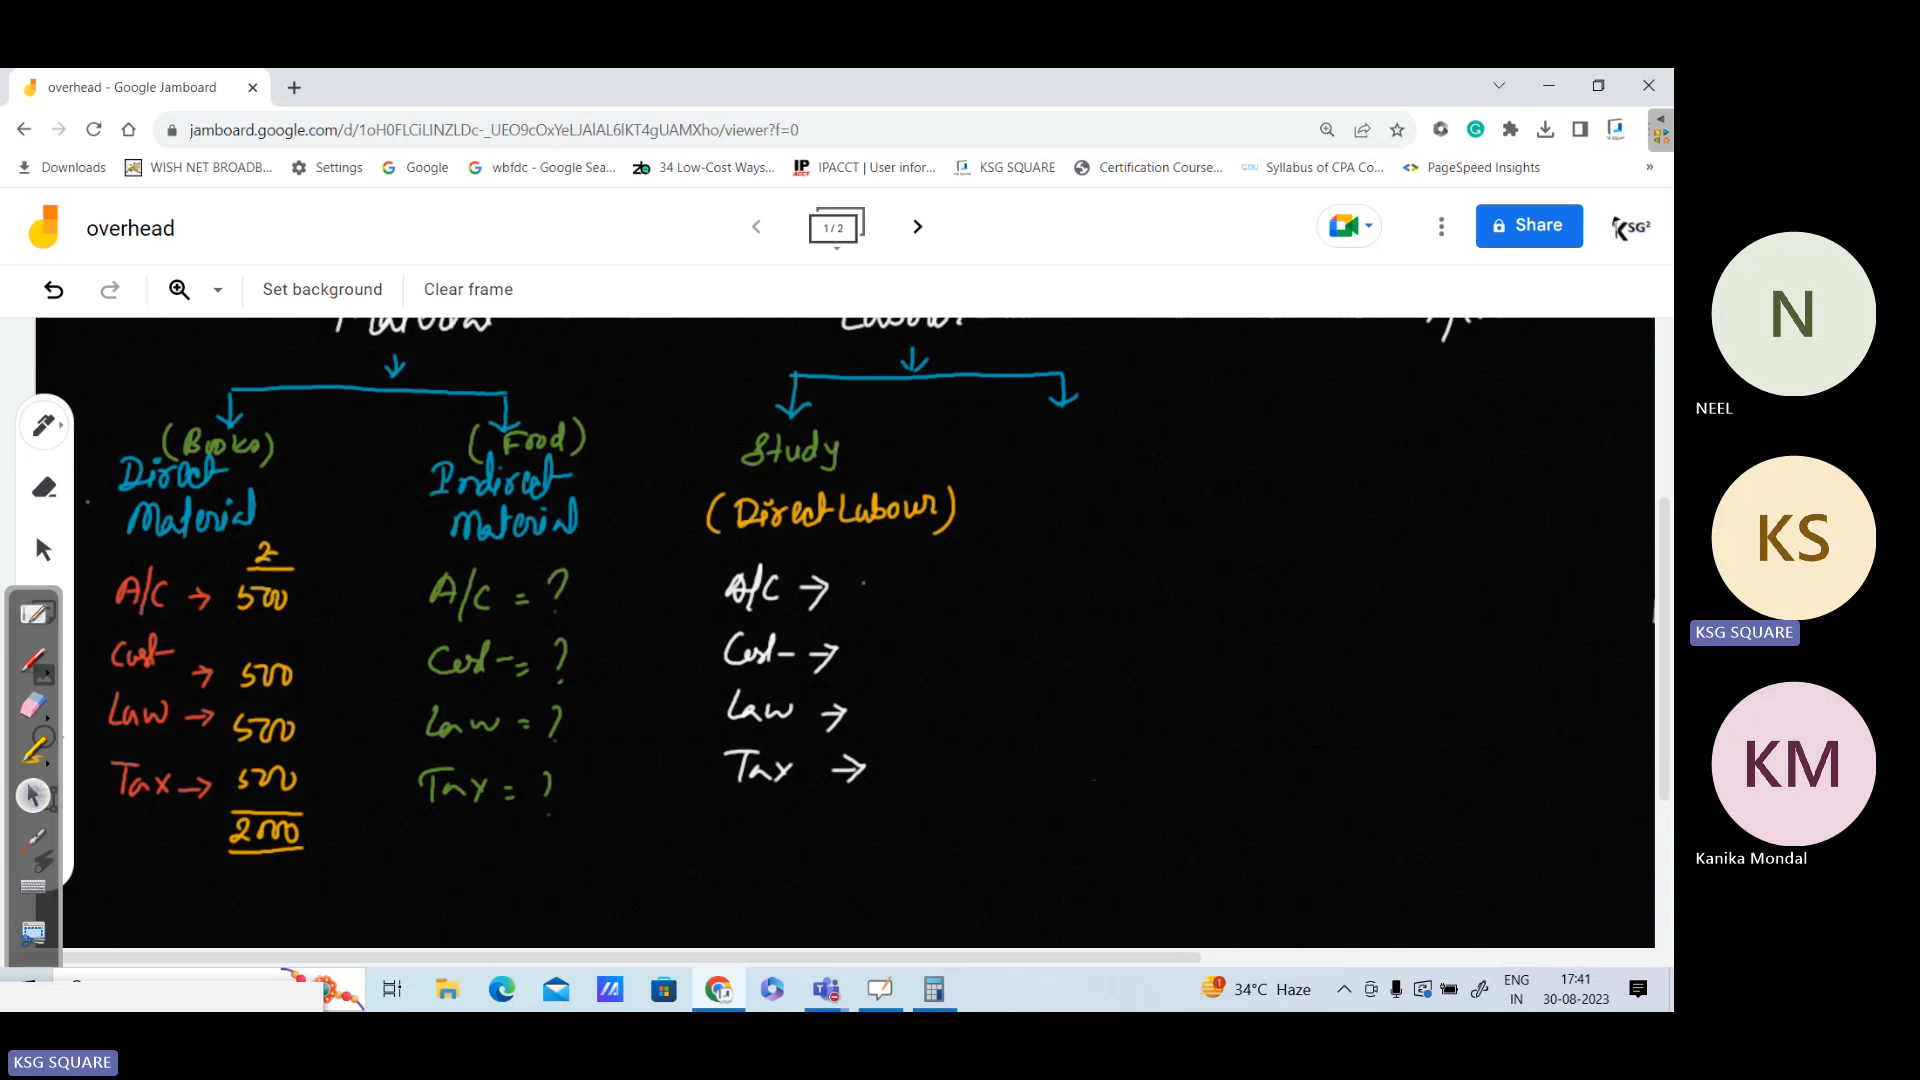 overhead - Google Jamboard
jamboard.google.com/d/1oH0FLCiLINZLDc-_UEO9cOxYeLJAlAL6lKT4gUAMXho/viewer?f=0
Downloads WISH NET BROADB... Settings Google wbfdc - Google Sea... 34 Low-Cost Ways... IPACCT | User infor... KSG SQUARE Certification Course... Syllabus of CPA Co... PageSpeed Insights »
overhead
1 / 2
Share
KSG²
Set background Clear frame
Material Labour
(Books) (Food) Study
Direct Indirect
Material Material (Direct Labour)
₹
A/C → 500 A/C = ? A/C →
Cost → 500 Cost = ? Cost →
Law → 500 Law = ? Law →
Tax → 500 Tax = ? Tax →
2000
N
NEEL
KS
KSG SQUARE
KM
Kanika Mondal
34°C Haze
ENG
IN
17:41
30-08-2023
KSG SQUARE